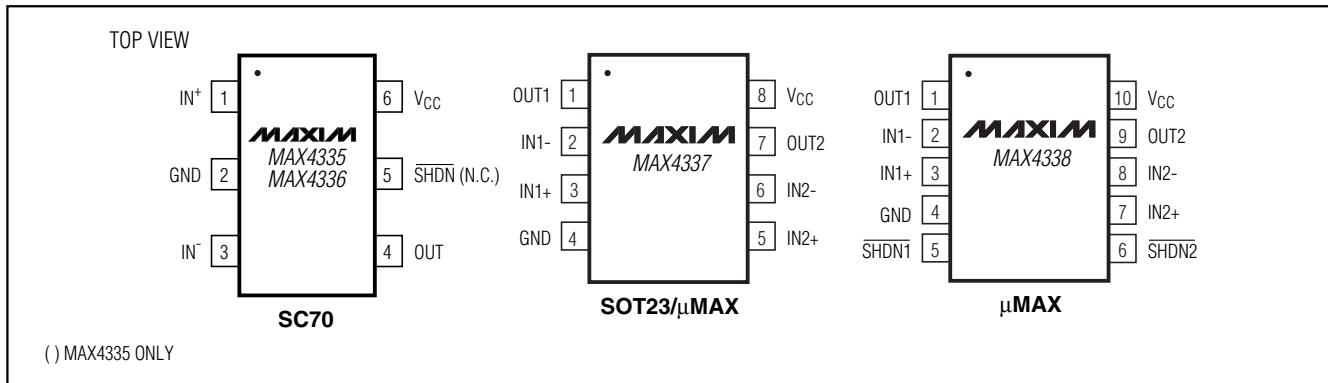 TOP VIEW
IN+ 1
GND 2
IN- 3
MAXIM
MAX4335
MAX4336
6 VCC
5 SHDN (N.C.)
4 OUT
SC70
OUT1 1
IN1- 2
IN1+ 3
GND 4
MAXIM
MAX4337
8 VCC
7 OUT2
6 IN2-
5 IN2+
SOT23/μMAX
OUT1 1
IN1- 2
IN1+ 3
GND 4
SHDN1 5
MAXIM
MAX4338
10 VCC
9 OUT2
8 IN2-
7 IN2+
6 SHDN2
μMAX
( ) MAX4335 ONLY